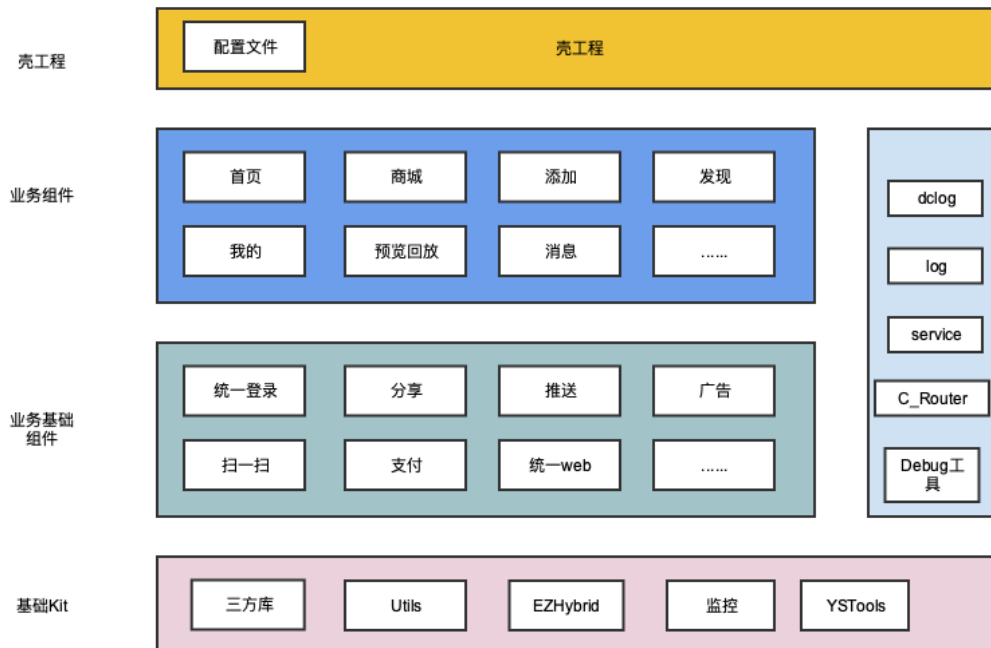 壳工程
配置文件
壳工程
业务组件
首页
商城
添加
发现
我的
预览回放
消息
......
dclog
log
service
C_Router
Debug工
具
业务基础
组件
统一登录
分享
推送
广告
扫一扫
支付
统一web
......
基础Kit
三方库
Utils
EZHybrid
监控
YSTools